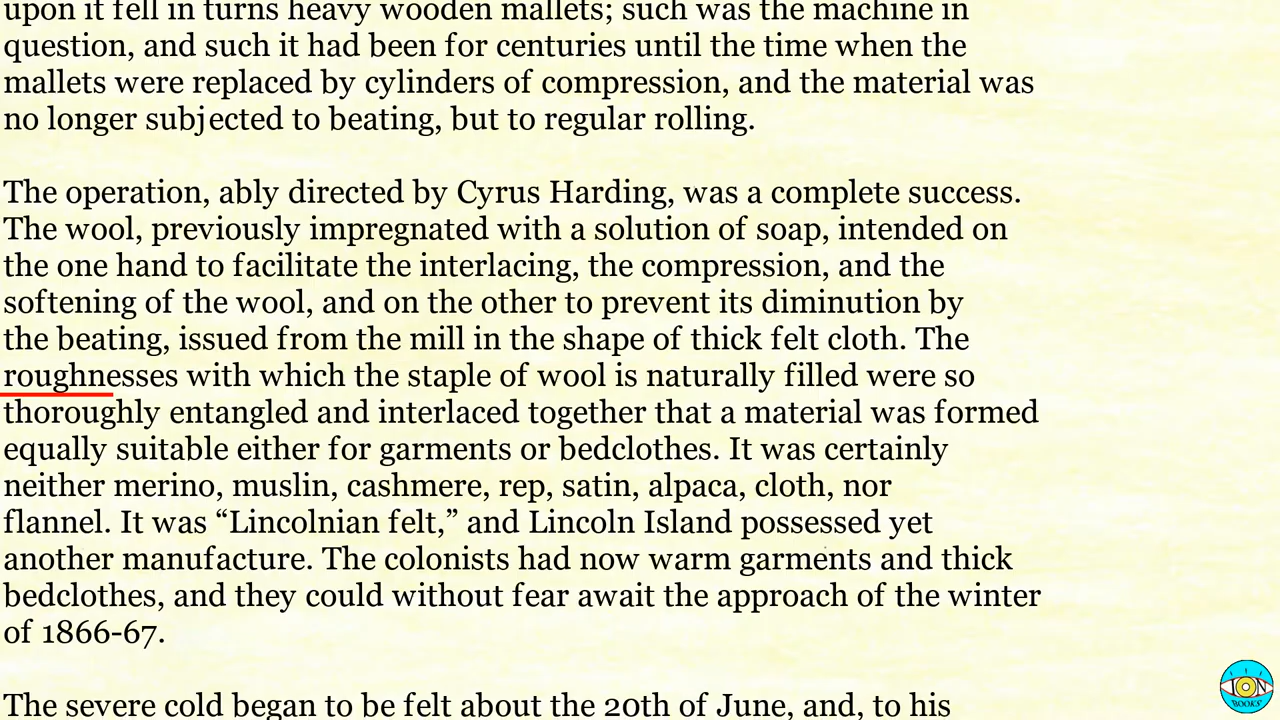 upon it fell in turns heavy wooden mallets; such was the machine in
question, and such it had been for centuries until the time when the
mallets were replaced by cylinders of compression, and the material was
no longer subjected to beating, but to regular rolling.
The operation, ably directed by Cyrus Harding, was a complete success.
The wool, previously impregnated with a solution of soap, intended on
the one hand to facilitate the interlacing, the compression, and the
softening of the wool, and on the other to prevent its diminution by
the beating, issued from the mill in the shape of thick felt cloth. The
roughnesses with which the staple of wool is naturally filled were so
thoroughly entangled and interlaced together that a material was formed
equally suitable either for garments or bedclothes. It was certainly
neither merino, muslin, cashmere, rep, satin, alpaca, cloth, nor
flannel. It was “Lincolnian felt,” and Lincoln Island possessed yet
another manufacture. The colonists had now warm garments and thick
bedclothes, and they could without fear await the approach of the winter
of 1866-67.
The severe cold began to be felt about the 20th of June, and, to his
ION
BOOKS